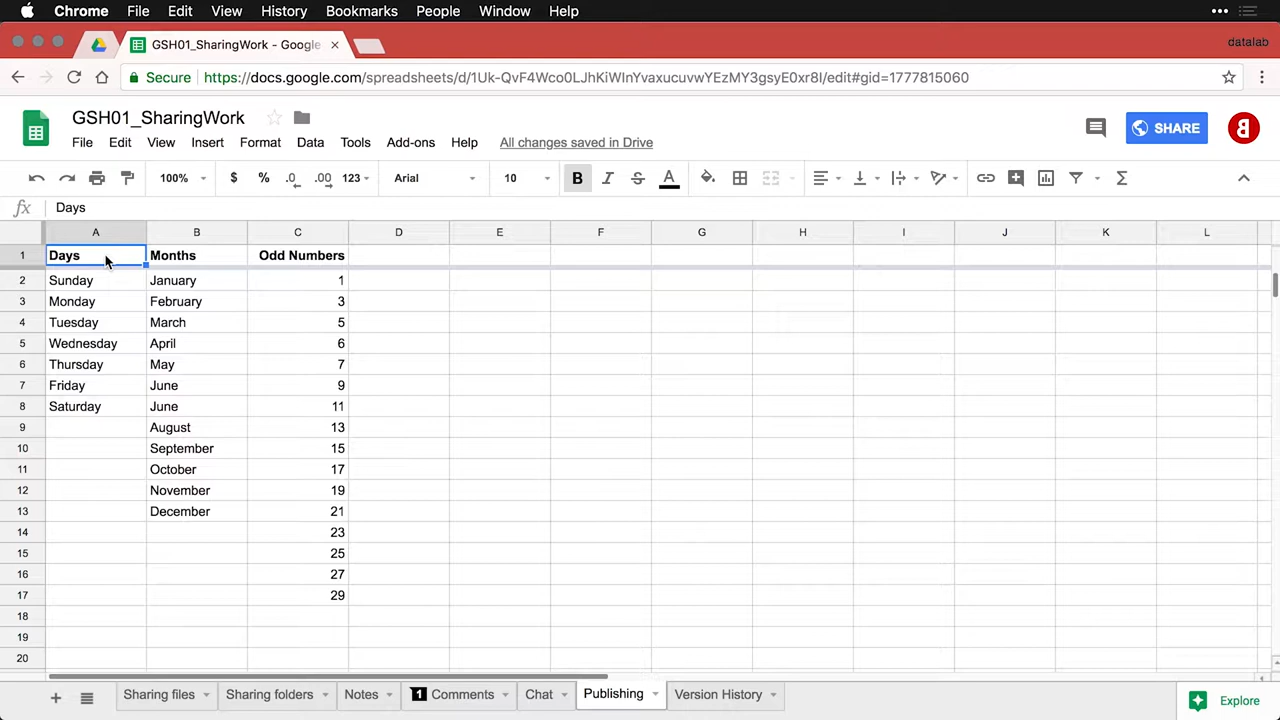 Chrome File Edit View History Bookmarks People Window Help
GSH01_SharingWork - Google
datalab
Secure https://docs.google.com/spreadsheets/d/1Uk-QvF4Wco0LJhKiWInYvaxucuvwYEzMY3gsyE0xr8I/edit#gid=1777815060
GSH01_SharingWork
SHARE
File Edit View Insert Format Data Tools Add-ons Help All changes saved in Drive
100% $ % .0 .00 123 Arial 10 B I S A Σ
fx Days
A B C D E F G H I J K L
1 Days Months Odd Numbers
2 Sunday January 1
3 Monday February 3
4 Tuesday March 5
5 Wednesday April 6
6 Thursday May 7
7 Friday June 9
8 Saturday June 11
9 August 13
10 September 15
11 October 17
12 November 19
13 December 21
14 23
15 25
16 27
17 29
18
19
20
Sharing files Sharing folders Notes 1 Comments Chat Publishing Version History Explore